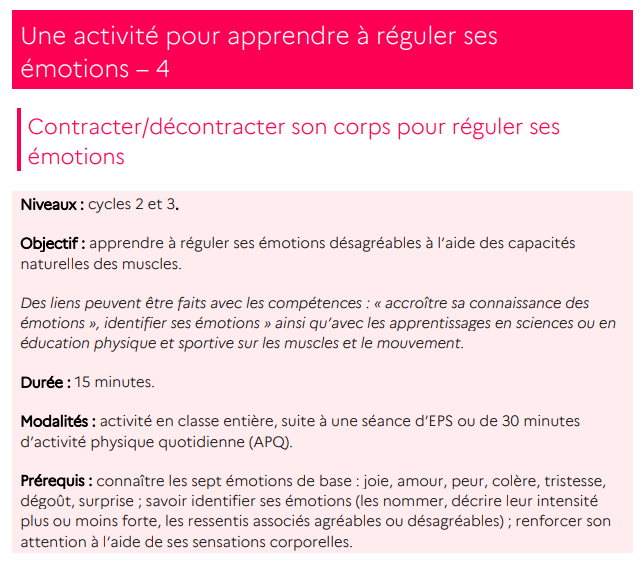 Une activité pour apprendre à réguler ses
émotions – 4
Contracter/décontracter son corps pour réguler ses
émotions
Niveaux : cycles 2 et 3.
Objectif : apprendre à réguler ses émotions désagréables à l’aide des capacités
naturelles des muscles.
Des liens peuvent être faits avec les compétences : « accroître sa connaissance des
émotions », identifier ses émotions » ainsi qu’avec les apprentissages en sciences ou en
éducation physique et sportive sur les muscles et le mouvement.
Durée : 15 minutes.
Modalités : activité en classe entière, suite à une séance d’EPS ou de 30 minutes
d’activité physique quotidienne (APQ).
Prérequis : connaître les sept émotions de base : joie, amour, peur, colère, tristesse,
dégoût, surprise ; savoir identifier ses émotions (les nommer, décrire leur intensité
plus ou moins forte, les ressentis associés agréables ou désagréables) ; renforcer son
attention à l’aide de ses sensations corporelles.